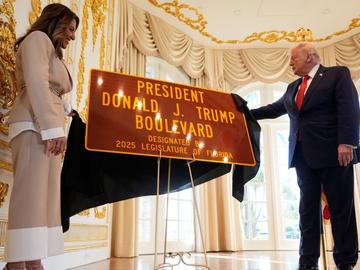 PRESIDENT
DONALD J. TRUMP
BOULEVARD
DESIGNATED BY
2025 LEGISLATURE OF FLORIDA